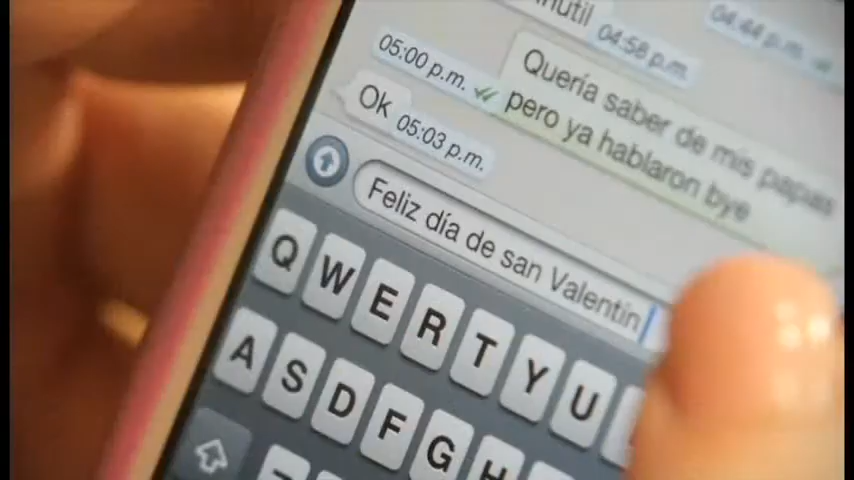 04:44 p.m.
inútil 04:58 p.m.
Quería saber de mis papas
pero ya hablaron bye
05:00 p.m.
Ok 05:03 p.m.
Feliz día de san Valentin
Q W E R T Y U
A S D F G H